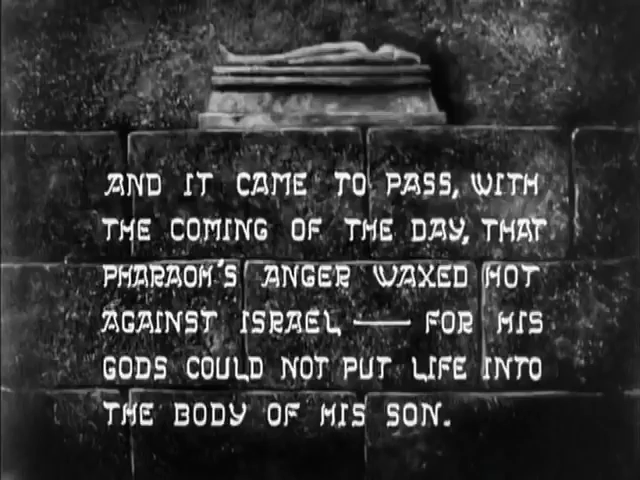 AND IT CAME TO PASS, WITH
THE COMING OF THE DAY, THAT
PHARAOH'S ANGER WAXED HOT
AGAINST ISRAEL — FOR HIS
GODS COULD NOT PUT LIFE INTO
THE BODY OF HIS SON.